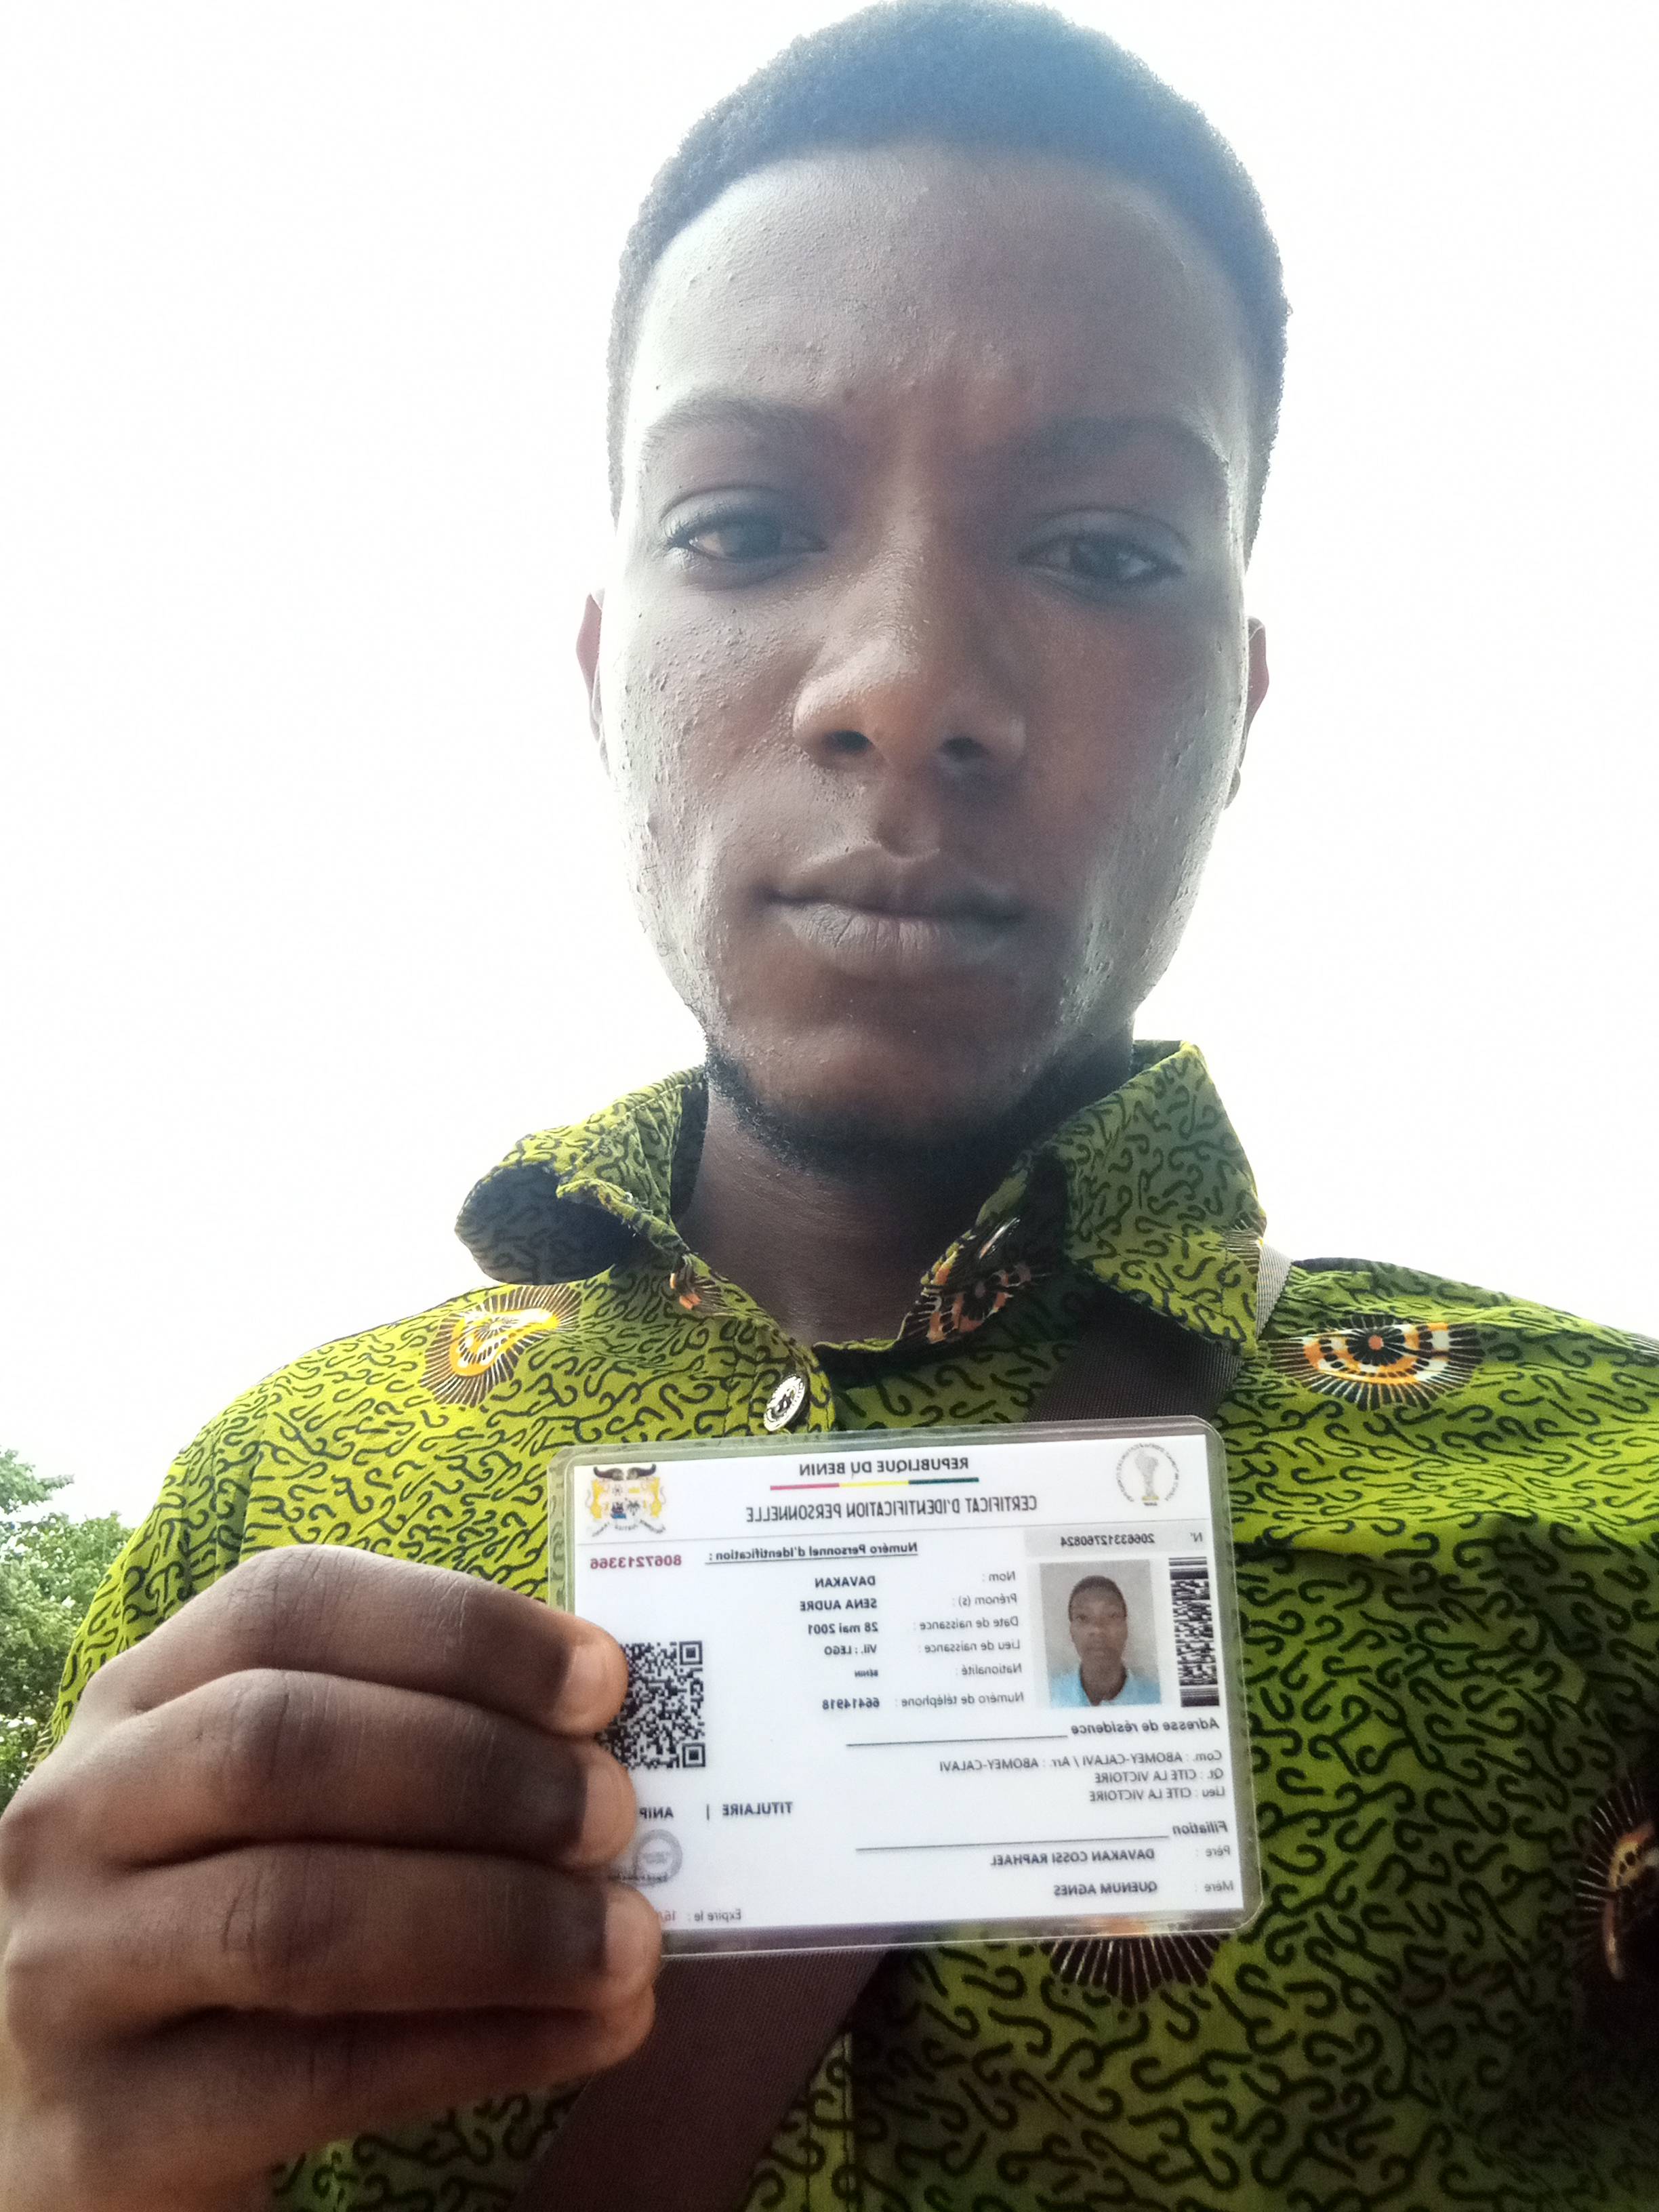 REPUBLIQUE DU BENIN
CERTIFICAT D'IDENTIFICATION PERSONNELLE
N° 20663312760824
Numéro Personnel d'identification : 8067213366
Nom : DAVAKAN
Prénom (s) : SENA AUDRE
Date de naissance : 28 mai 2001
Lieu de naissance : Vil. : LEGO
Nationalité : BÉNIN
Numéro de téléphone : 66414918
Adresse de résidence
Com. : ABOMEY-CALAVI / Arr. : ABOMEY-CALAVI
Qt. : CITE LA VICTOIRE
Lieu : CITE LA VICTOIRE
TITULAIRE | ANIP
Filiation
Père : DAVAKAN COSSI RAPHAEL
Mère : QUENUM AGNES
Expire le : 16/